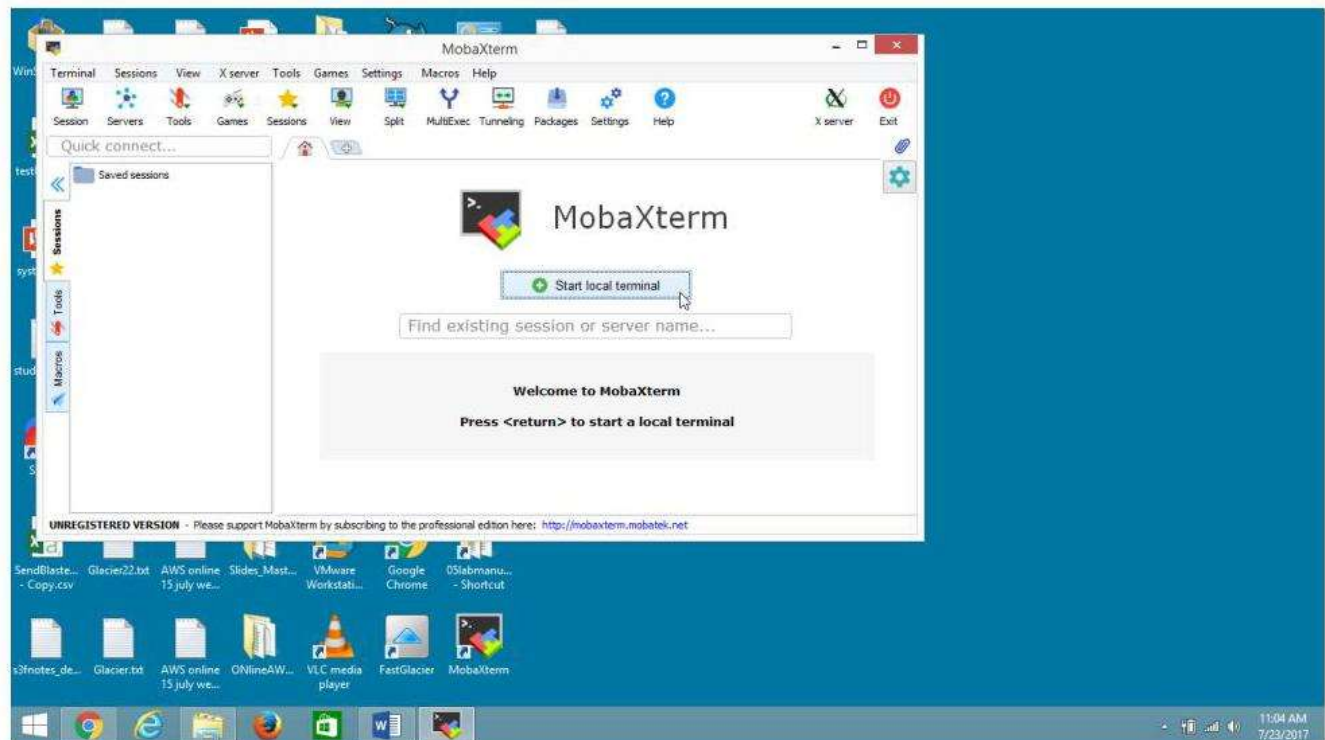 MobaXterm
Terminal Sessions View X server Tools Games Settings Macros Help
Session Servers Tools Games Sessions View Split MultiExec Tunneling Packages Settings Help X server Exit
Quick connect...
Saved sessions
Sessions
Tools
Macros
MobaXterm
Start local terminal
Find existing session or server name...
Welcome to MobaXterm
Press <return> to start a local terminal
UNREGISTERED VERSION - Please support MobaXterm by subscribing to the professional edition here: http://mobaxterm.mobatek.net
SendBlaste... Glacier22.txt AWS online Slides_Mast... VMware Google 05labmanu...
- Copy.csv 15 july we... Workstati... Chrome - Shortcut
s3fnotes_de... Glacier.txt AWS online ONlineAW... VLC media FastGlacier MobaXterm
15 july we... player
11:04 AM
7/23/2017